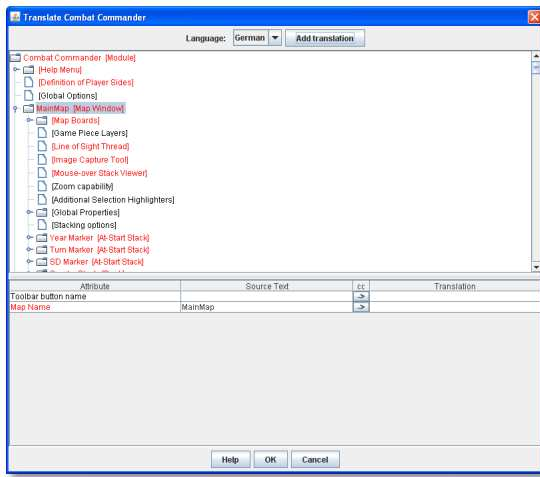 Translate Combat Commander
Language: German Add translation
Combat Commander [Module]
[Help Menu]
[Definition of Player Sides]
[Global Options]
MainMap [Map Window]
[Map Boards]
[Game Piece Layers]
[Line of Sight Thread]
[Image Capture Tool]
[Mouse-over Stack Viewer]
[Zoom capability]
[Additional Selection Highlighters]
[Global Properties]
[Stacking options]
Year Marker [At-Start Stack]
Turn Marker [At-Start Stack]
SD Marker [At-Start Stack]
Attribute Source Text cc Translation
Toolbar button name ->
Map Name MainMap ->
Help OK Cancel